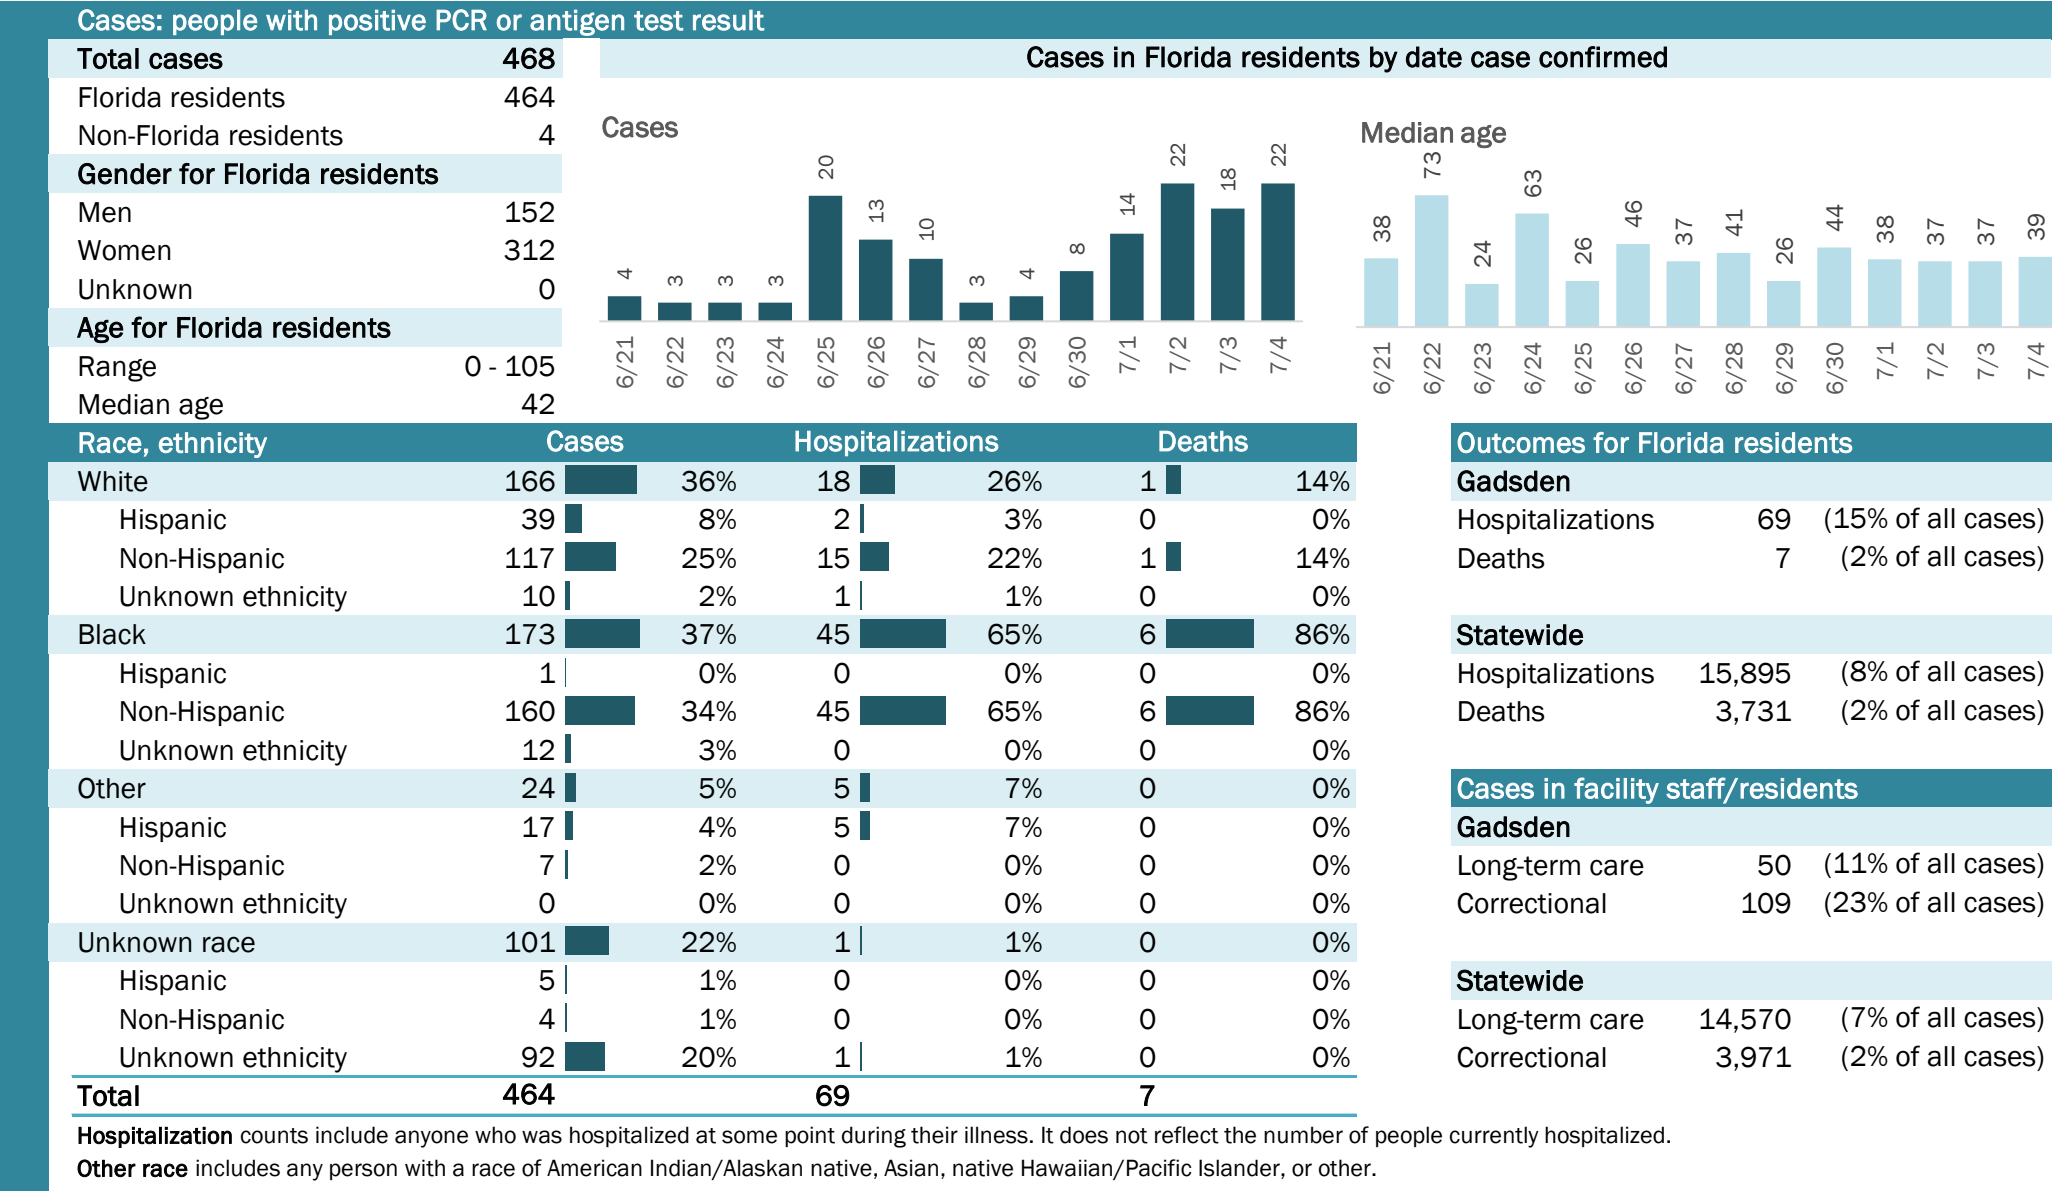 Cases: people with positive PCR or antigen test result
Total cases 468
Florida residents 464
Non-Florida residents 4
Gender for Florida residents
Men 152
Women 312
Unknown 0
Age for Florida residents
Range 0 - 105
Median age 42
Cases in Florida residents by date case confirmed
Cases
4 3 3 3 20 13 10 3 4 8 14 22 18 22
6/21 6/22 6/23 6/24 6/25 6/26 6/27 6/28 6/29 6/30 7/1 7/2 7/3 7/4
Median age
38 73 24 63 26 46 37 41 26 44 38 37 37 39
6/21 6/22 6/23 6/24 6/25 6/26 6/27 6/28 6/29 6/30 7/1 7/2 7/3 7/4
Race, ethnicity Cases Hospitalizations Deaths
White 166 36% 18 26% 1 14%
Hispanic 39 8% 2 3% 0 0%
Non-Hispanic 117 25% 15 22% 1 14%
Unknown ethnicity 10 2% 1 1% 0 0%
Black 173 37% 45 65% 6 86%
Hispanic 1 0% 0 0% 0 0%
Non-Hispanic 160 34% 45 65% 6 86%
Unknown ethnicity 12 3% 0 0% 0 0%
Other 24 5% 5 7% 0 0%
Hispanic 17 4% 5 7% 0 0%
Non-Hispanic 7 2% 0 0% 0 0%
Unknown ethnicity 0 0% 0 0% 0 0%
Unknown race 101 22% 1 1% 0 0%
Hispanic 5 1% 0 0% 0 0%
Non-Hispanic 4 1% 0 0% 0 0%
Unknown ethnicity 92 20% 1 1% 0 0%
Total 464 69 7
Outcomes for Florida residents
Gadsden
Hospitalizations 69 (15% of all cases)
Deaths 7 (2% of all cases)
Statewide
Hospitalizations 15,895 (8% of all cases)
Deaths 3,731 (2% of all cases)
Cases in facility staff/residents
Gadsden
Long-term care 50 (11% of all cases)
Correctional 109 (23% of all cases)
Statewide
Long-term care 14,570 (7% of all cases)
Correctional 3,971 (2% of all cases)
Hospitalization counts include anyone who was hospitalized at some point during their illness. It does not reflect the number of people currently hospitalized.
Other race includes any person with a race of American Indian/Alaskan native, Asian, native Hawaiian/Pacific Islander, or other.